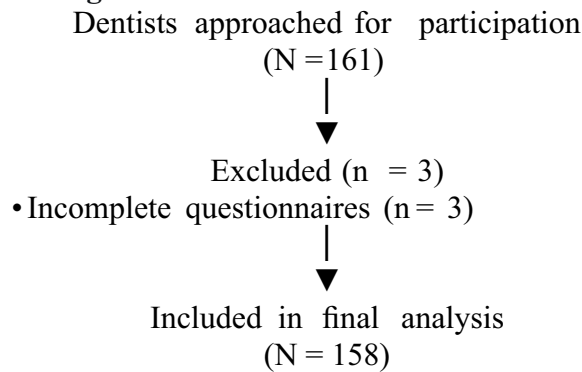 Dentists approached for participation
(N =161)
Excluded (n = 3)
• Incomplete questionnaires (n = 3)
Included in final analysis
(N = 158)